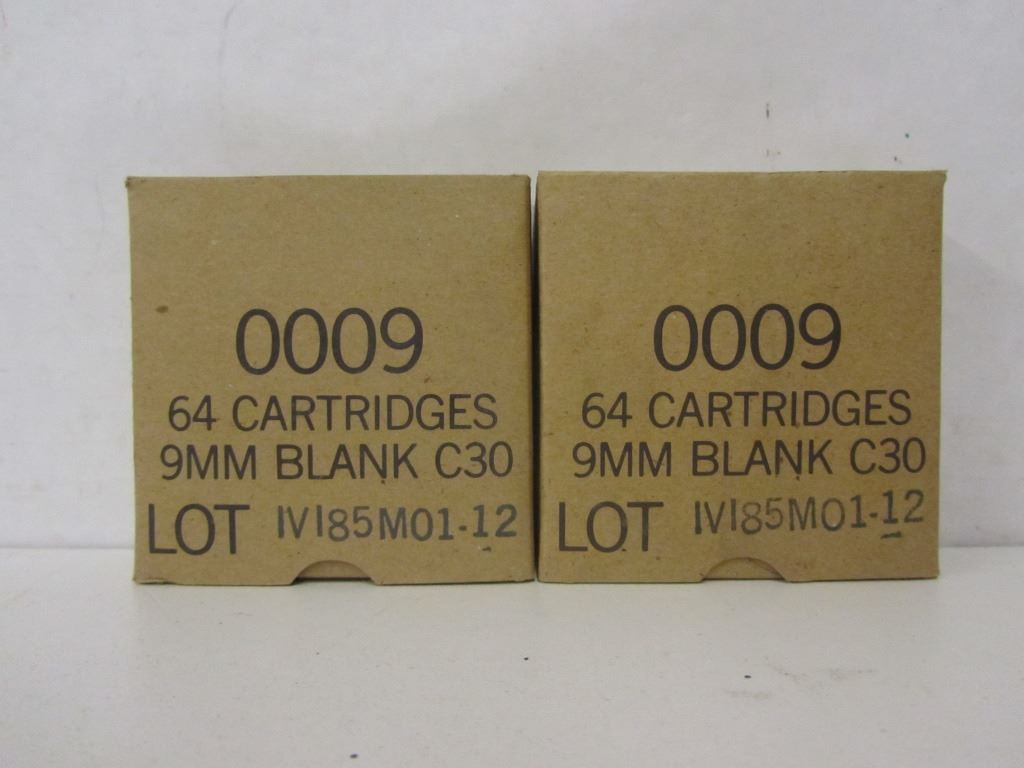 0009
64 CARTRIDGES
9MM BLANK C30
LOT IVI85M01-12
0009
64 CARTRIDGES
9MM BLANK C30
LOT IVI85M01-12